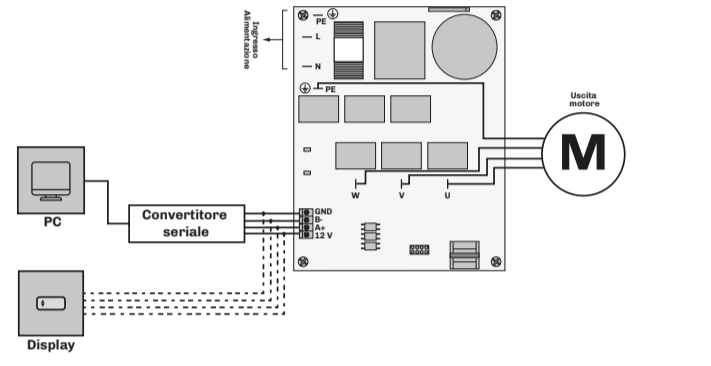 Ingresso
Alimentazione
PE
L
N
PE
Uscita
motore
M
W
V
U
PC
Convertitore
seriale
GND
B-
A+
12 V
Display